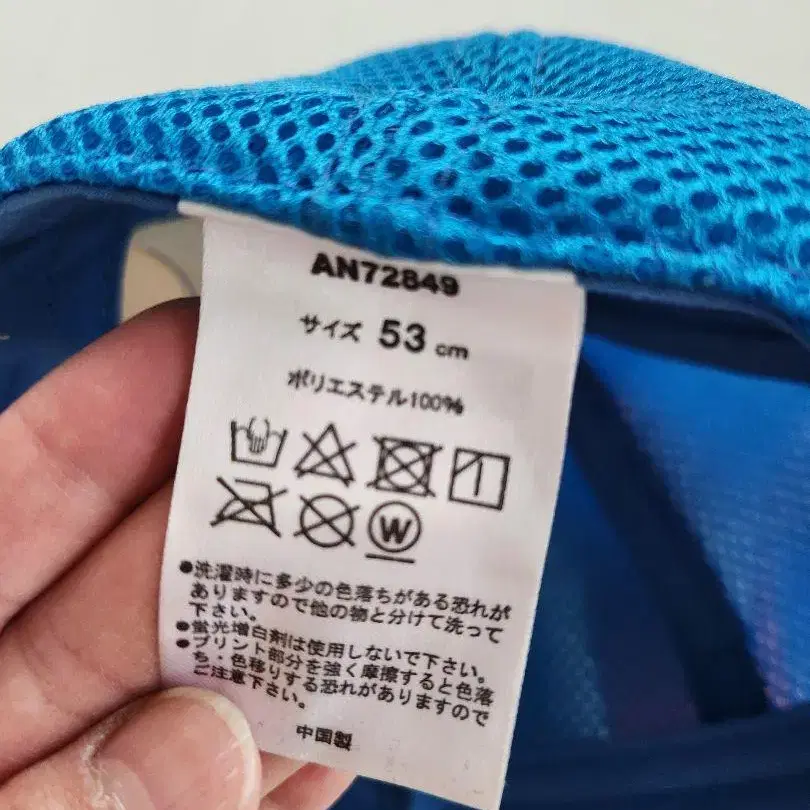 AN72849
サイズ 53 cm
ポリエステル100%
W
●洗濯時に多少の色落ちがある恐れが
ありますので他の物と分けて洗って
下さい。
●蛍光増白剤は使用しないで下さい。
●プリント部分を強く摩擦すると色落
ち・色移りする恐れがありますので
ご注意下さい。
中国製